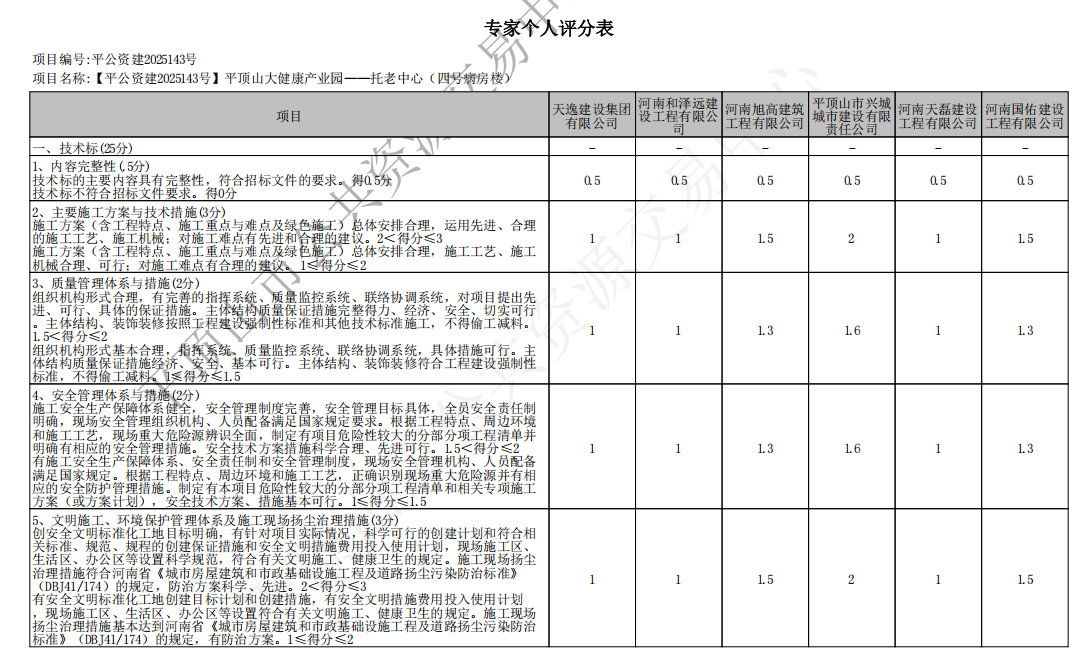 专家个人评分表
项目编号:平公资建2025143号
项目名称:【平公资建2025143号】平顶山大健康产业园——托老中心（四号病房楼）
项目
天逸建设集团
有限公司
河南和泽远建
设工程有限公
司
河南旭高建筑
工程有限公司
平顶山市兴城
城市建设有限
责任公司
河南天磊建设
工程有限公司
河南国佑建设
工程有限公司
一、技术标(25分)
– – – – – –
1、内容完整性(.5分)
技术标的主要内容具有完整性，符合招标文件的要求。得0.5分
技术标不符合招标文件要求。得0分
0.5 0.5 0.5 0.5 0.5 0.5
2、主要施工方案与技术措施(3分)
施工方案（含工程特点、施工重点与难点及绿色施工）总体安排合理，运用先进、合理
的施工工艺、施工机械；对施工难点有先进和合理的建议。2＜得分≤3
施工方案（含工程特点、施工重点与难点及绿色施工）总体安排合理，施工工艺、施工
机械合理、可行；对施工难点有合理的建议。1≤得分≤2
1 1 1.5 2 1 1.5
3、质量管理体系与措施(2分)
组织机构形式合理，有完善的指挥系统、质量监控系统、联络协调系统，对项目提出先
进、可行、具体的保证措施。主体结构质量保证措施完整得力、经济、安全、切实可行
。主体结构、装饰装修按照工程建设强制性标准和其他技术标准施工，不得偷工减料。
1.5＜得分≤2
组织机构形式基本合理，指挥系统、质量监控系统、联络协调系统，具体措施可行。主
体结构质量保证措施经济、安全、基本可行。主体结构、装饰装修符合工程建设强制性
标准，不得偷工减料。1≤得分≤1.5
1 1 1.3 1.6 1 1.3
4、安全管理体系与措施(2分)
施工安全生产保障体系健全，安全管理制度完善，安全管理目标具体，全员安全责任制
明确，现场安全管理组织机构、人员配备满足国家规定要求。根据工程特点、周边环境
和施工工艺，现场重大危险源辨识全面，制定有项目危险性较大的分部分项工程清单并
明确有相应的安全管理措施。安全技术方案措施科学合理、先进可行。1.5＜得分≤2
有施工安全生产保障体系、安全责任制和安全管理制度，现场安全管理机构、人员配备
满足国家规定。根据工程特点、周边环境和施工工艺，正确识别现场重大危险源并有相
应的安全防护管理措施。制定有本项目危险性较大的分部分项工程清单和相关专项施工
方案（或方案计划），安全技术方案、措施基本可行。1≤得分≤1.5
1 1 1.3 1.6 1 1.3
5、文明施工、环境保护管理体系及施工现场扬尘治理措施(3分)
创安全文明标准化工地目标明确，有针对项目实际情况，科学可行的创建计划和符合相
关标准、规范、规程的创建保证措施和安全文明措施费用投入使用计划，现场施工区、
生活区、办公区等设置科学规范，符合有关文明施工、健康卫生的规定。施工现场扬尘
治理措施符合河南省《城市房屋建筑和市政基础设施工程及道路扬尘污染防治标准》
（DBJ41/174）的规定，防治方案科学、先进。2＜得分≤3
有安全文明标准化工地创建目标计划和创建措施，有安全文明措施费用投入使用计划
，现场施工区、生活区、办公区等设置符合有关文明施工、健康卫生的规定。施工现场
扬尘治理措施基本达到河南省《城市房屋建筑和市政基础设施工程及道路扬尘污染防治
标准》（DBJ41/174）的规定，有防治方案。1≤得分≤2
1 1 1.5 2 1 1.5